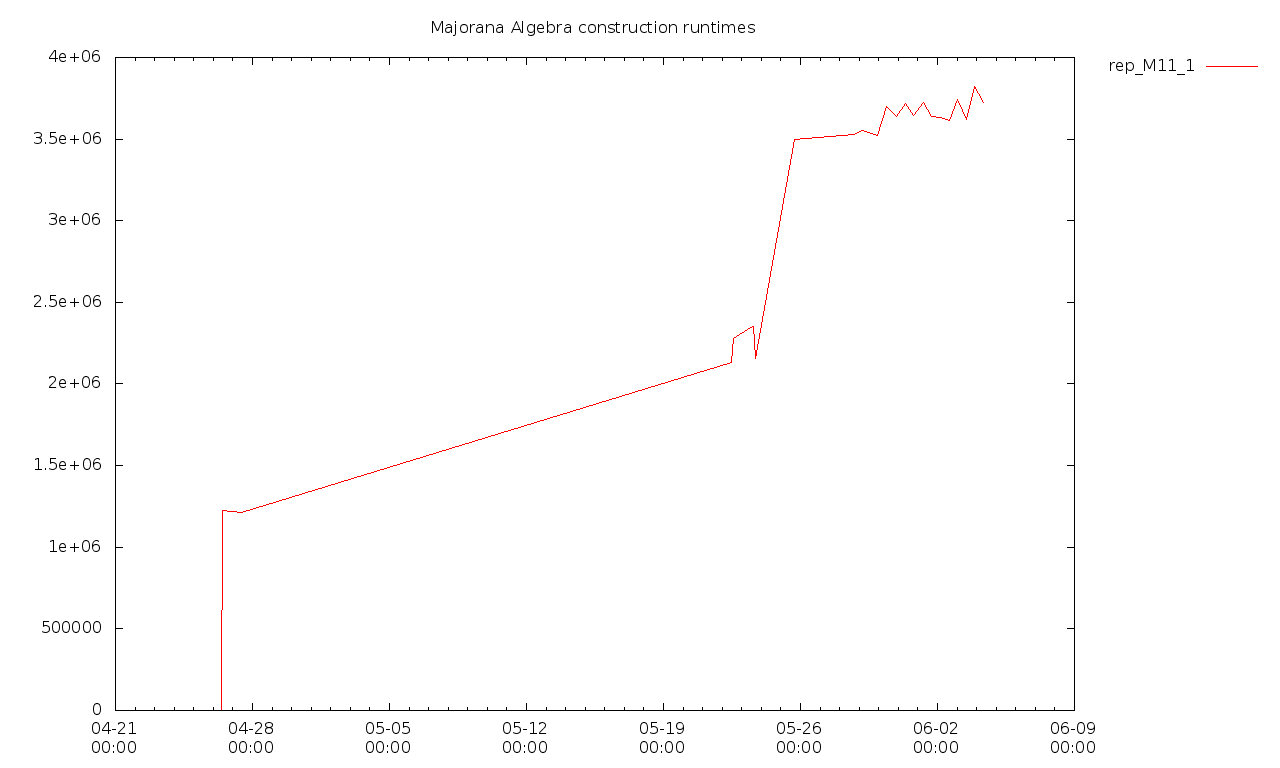 Majorana Algebra construction runtimes
rep_M11_1
4e+06
3.5e+06
3e+06
2.5e+06
2e+06
1.5e+06
1e+06
500000
0
04-21 04-28 05-05 05-12 05-19 05-26 06-02 06-09
00:00 00:00 00:00 00:00 00:00 00:00 00:00 00:00